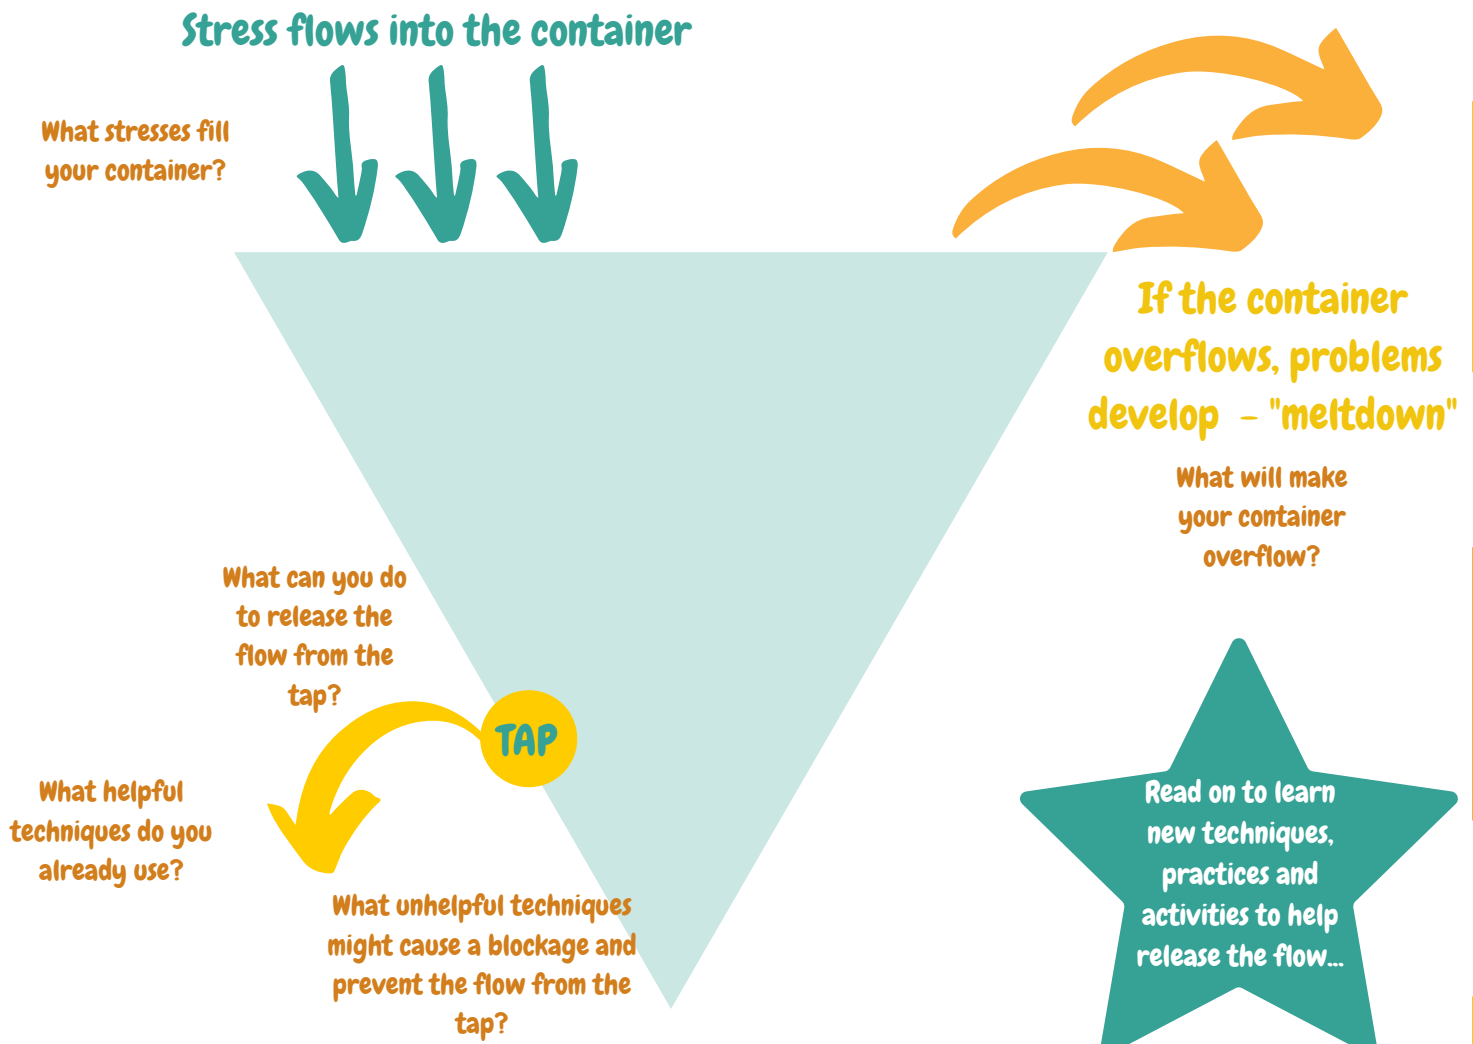 Stress flows into the container
What stresses fill
your container?
If the container
overflows, problems
develop - "meltdown"
What will make
your container
overflow?
What can you do
to release the
flow from the
tap?
TAP
What helpful
techniques do you
already use?
What unhelpful techniques
might cause a blockage and
prevent the flow from the
tap?
Read on to learn
new techniques,
practices and
activities to help
release the flow...